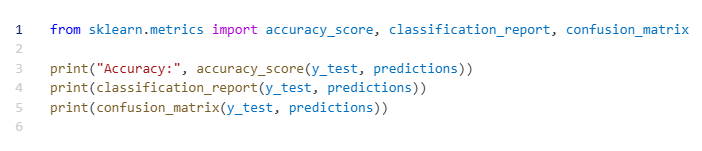 1 from sklearn.metrics import accuracy_score, classification_report, confusion_matrix
2
3 print("Accuracy:", accuracy_score(y_test, predictions))
4 print(classification_report(y_test, predictions))
5 print(confusion_matrix(y_test, predictions))
6